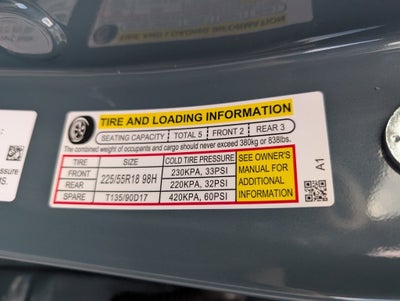 TIRE AND LOADING INFORMATION
SEATING CAPACITY TOTAL 5 FRONT 2 REAR 3
The combined weight of occupants and cargo should never exceed 380kg or 838lbs.
TIRE SIZE COLD TIRE PRESSURE
FRONT 225/55R18 98H 230KPA, 33PSI
REAR 220KPA, 32PSI
SPARE T135/90D17 420KPA, 60PSI
SEE OWNER'S
MANUAL FOR
ADDITIONAL
INFORMATION
A1